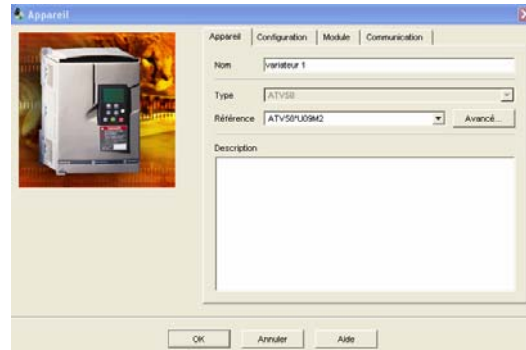 Appareil
Appareil Configuration Module Communication
Nom variateur 1
Type ATV58
Référence ATV58*U09M2 Avancé...
Description
OK Annuler Aide